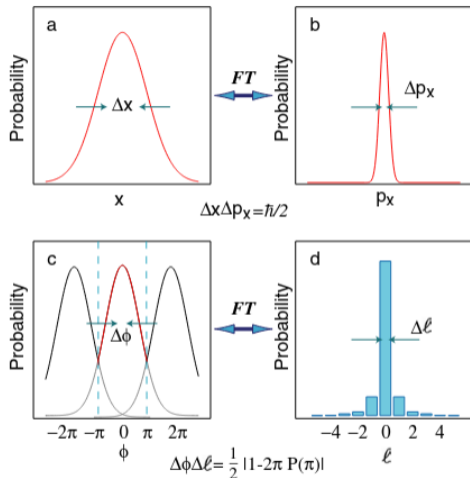 a
b
Probability
Δx
FT
Probability
Δpₓ
x
pₓ
ΔxΔpₓ=ℏ/2
c
d
Probability
Δϕ
FT
Probability
Δℓ
−2π −π 0 π 2π
−4 −2 0 2 4
ϕ
ℓ
ΔϕΔℓ= 1/2 |1-2π P(π)|